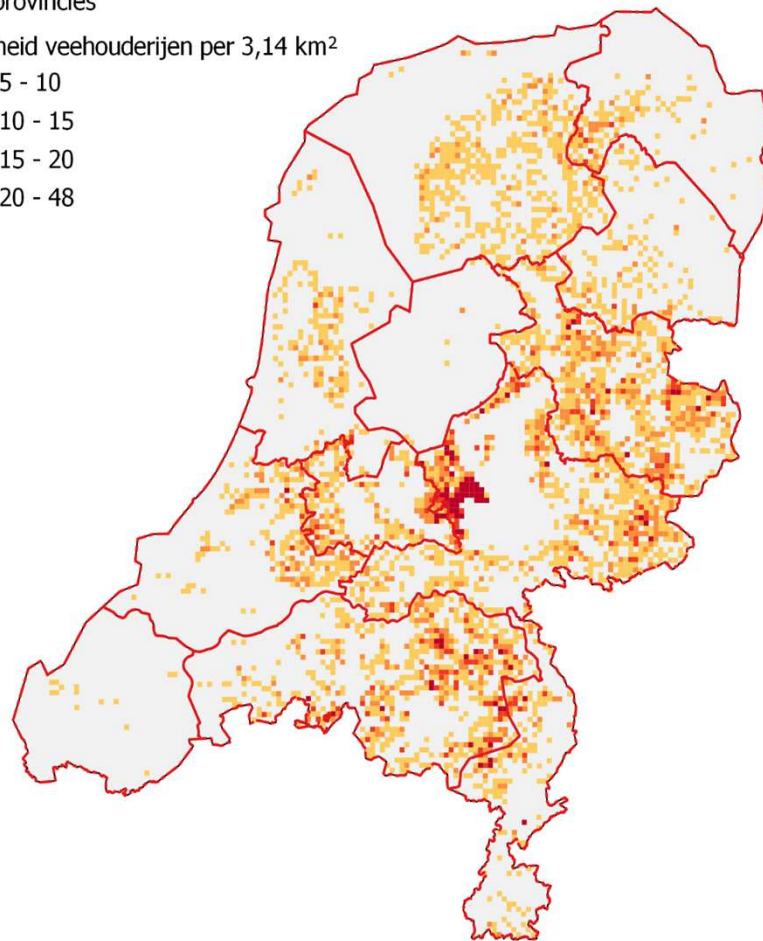 provincies
heid veehouderijen per 3,14 km²
5 - 10
10 - 15
15 - 20
20 - 48